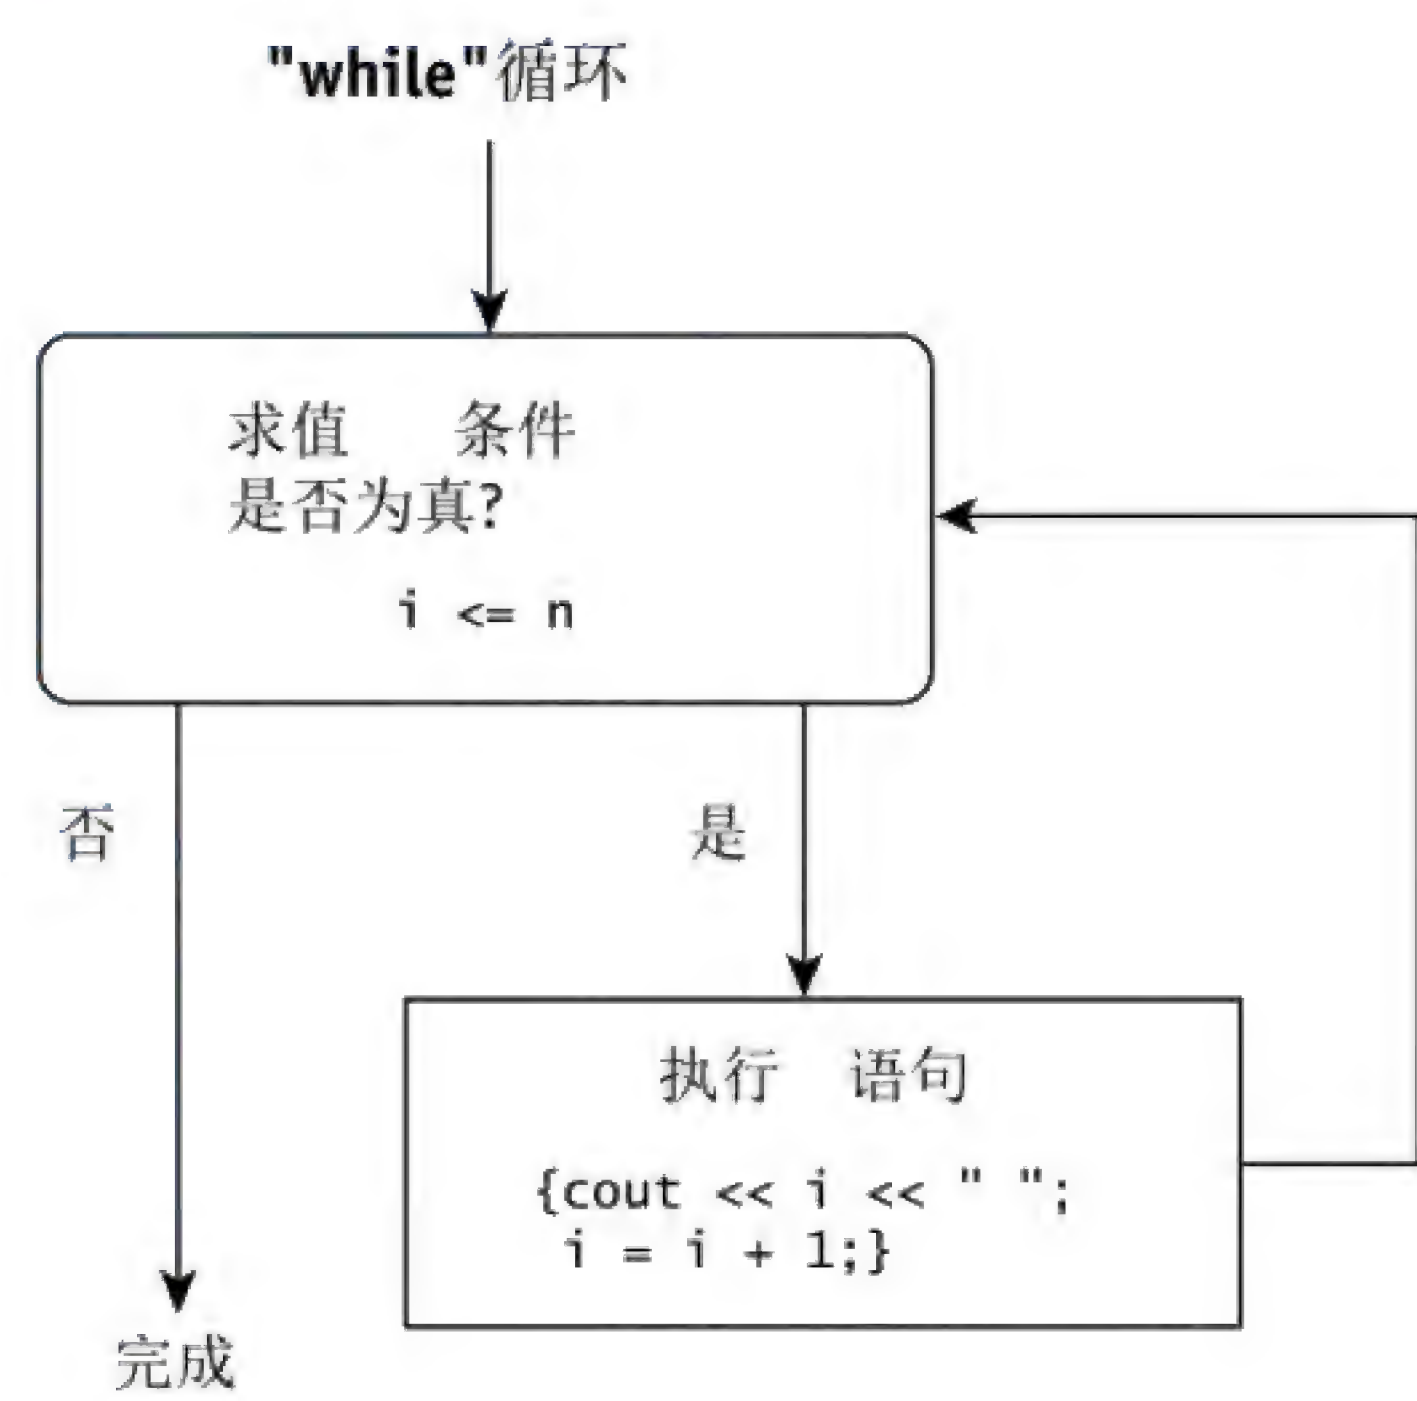 "while"循环
求值 条件
是否为真?
i <= n
否
是
执行 语句
{cout << i << " ";
i = i + 1;}
完成